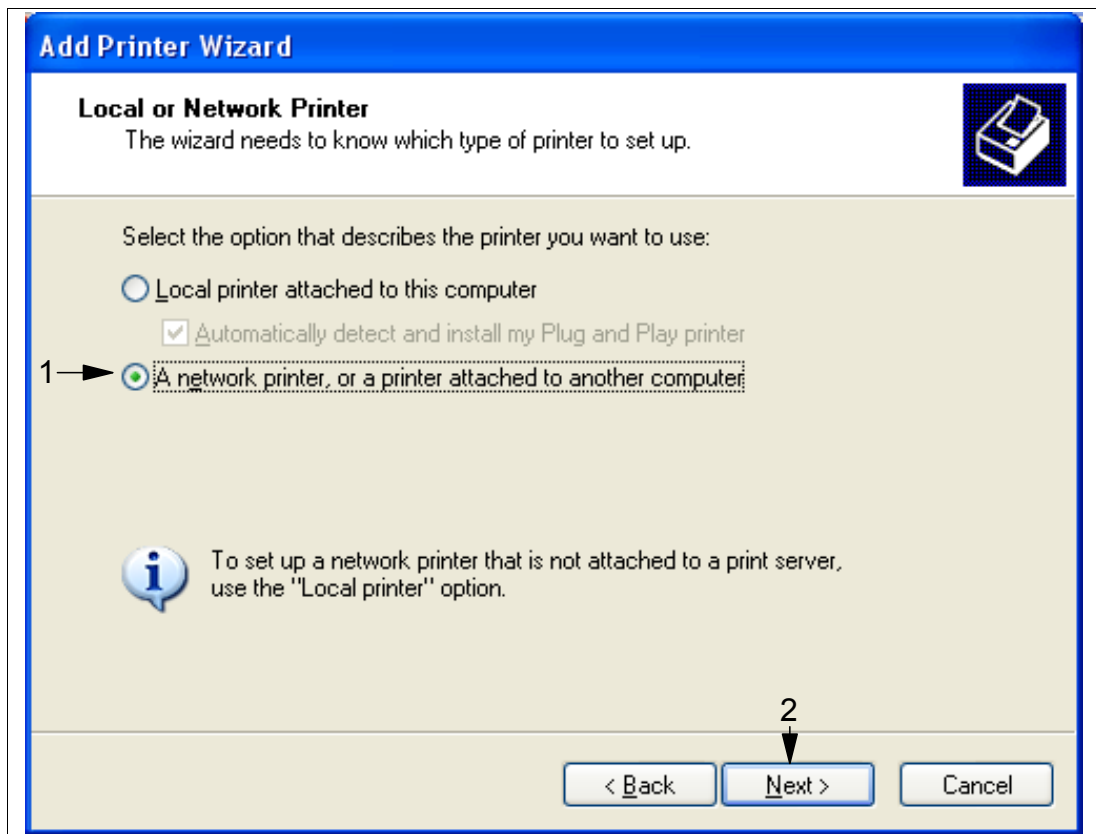 Add Printer Wizard
Local or Network Printer
The wizard needs to know which type of printer to set up.
Select the option that describes the printer you want to use:
Local printer attached to this computer
Automatically detect and install my Plug and Play printer
1
A network printer, or a printer attached to another computer
To set up a network printer that is not attached to a print server,
use the "Local printer" option.
2
< Back
Next >
Cancel